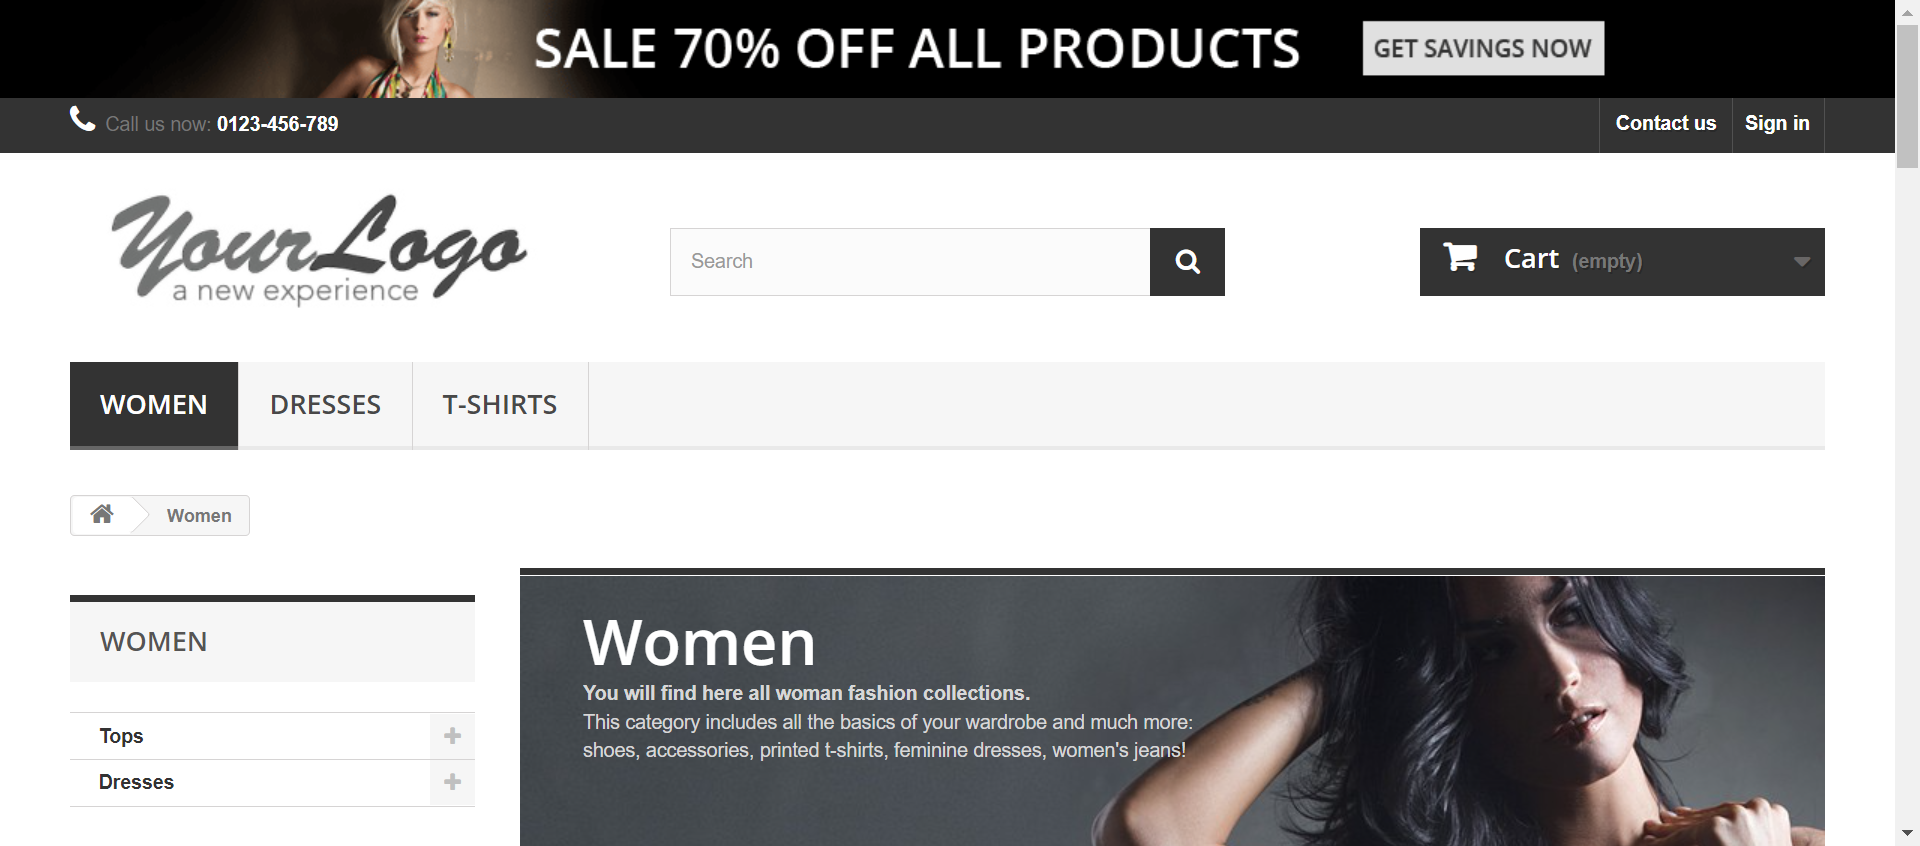 SALE 70% OFF ALL PRODUCTS
GET SAVINGS NOW
Call us now: 0123-456-789
Contact us
Sign in
Your Logo
a new experience
Search
Cart (empty)
WOMEN
DRESSES
T-SHIRTS
Women
WOMEN
Tops
Dresses
Women
You will find here all woman fashion collections.
This category includes all the basics of your wardrobe and much more:
shoes, accessories, printed t-shirts, feminine dresses, women's jeans!